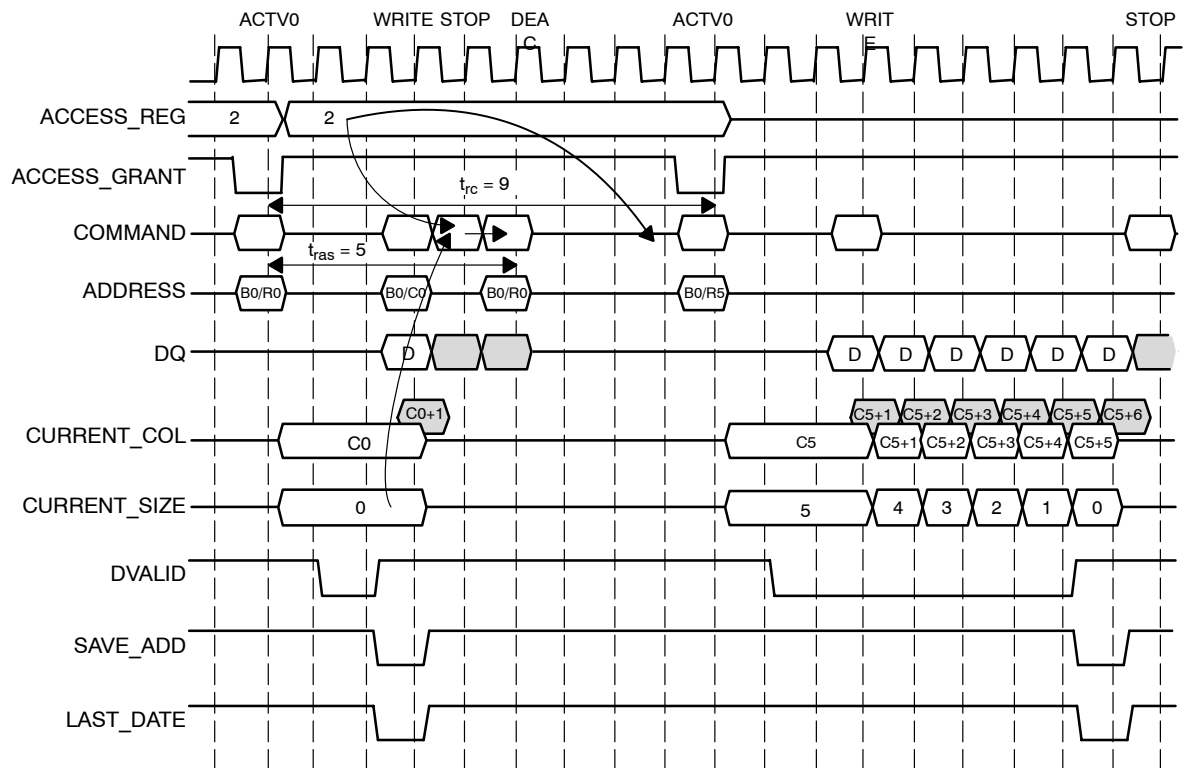 ACTV0 WRITE STOP DEA ACTV0 WRIT STOP
C E
ACCESS_REG 2 2
ACCESS_GRANT
trc = 9
COMMAND
tras = 5
ADDRESS B0/R0 B0/C0 B0/R0 B0/R5
DQ D D D D D D D
C0+1 C5+1 C5+2 C5+3 C5+4 C5+5 C5+6
CURRENT_COL C0 C5 C5+1 C5+2 C5+3 C5+4 C5+5
CURRENT_SIZE 0 5 4 3 2 1 0
DVALID
SAVE_ADD
LAST_DATE